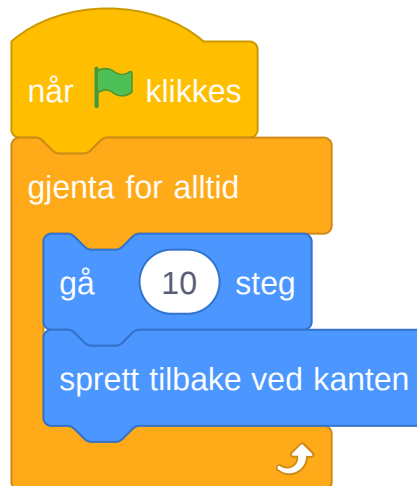 når klikkes
gjenta for alltid
gå 10 steg
sprett tilbake ved kanten